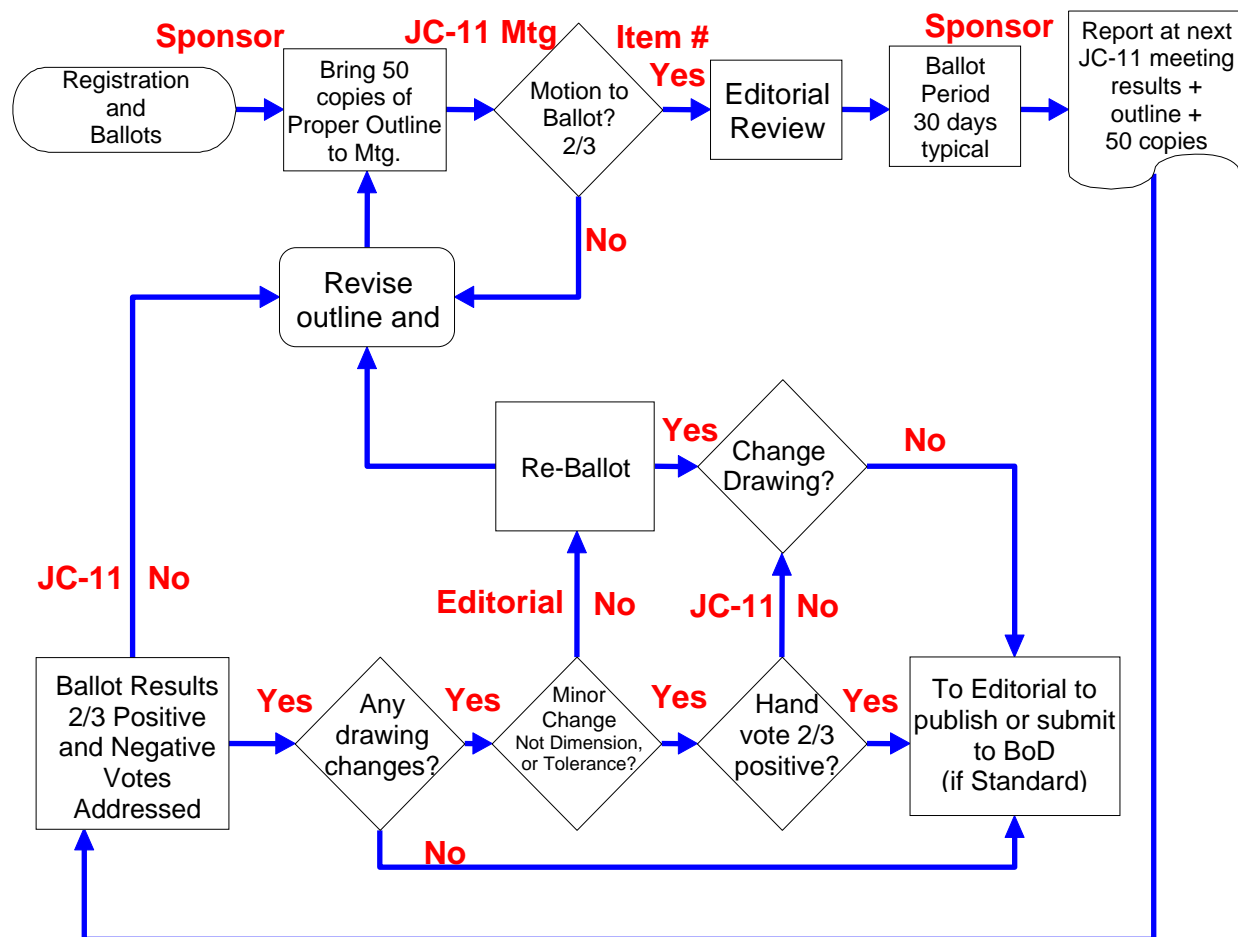 Sponsor
JC-11 Mtg
Item #
Sponsor
Registration
and
Ballots
Bring 50
copies of
Proper Outline
to Mtg.
Motion to
Ballot?
2/3
Yes
Editorial
Review
Ballot
Period
30 days
typical
Report at next
JC-11 meeting
results +
outline +
50 copies
No
Revise
outline and
Re-Ballot
Yes
Change
Drawing?
No
JC-11
No
Editorial
No
JC-11
No
Ballot Results
2/3 Positive
and Negative
Votes
Addressed
Yes
Any
drawing
changes?
Yes
Minor
Change
Not Dimension,
or Tolerance?
Yes
Hand
vote 2/3
positive?
Yes
To Editorial to
publish or submit
to BoD
(if Standard)
No